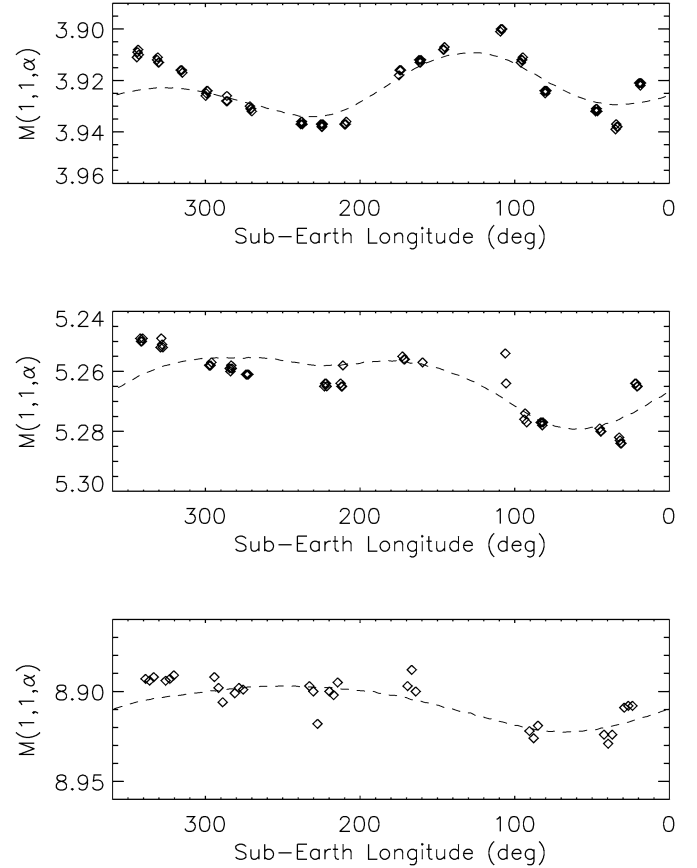 3.90
3.92
3.94
3.96
M(1,1,α)
300 200 100 0
Sub-Earth Longitude (deg)
5.24
5.26
5.28
5.30
M(1,1,α)
300 200 100 0
Sub-Earth Longitude (deg)
8.90
8.95
M(1,1,α)
300 200 100 0
Sub-Earth Longitude (deg)